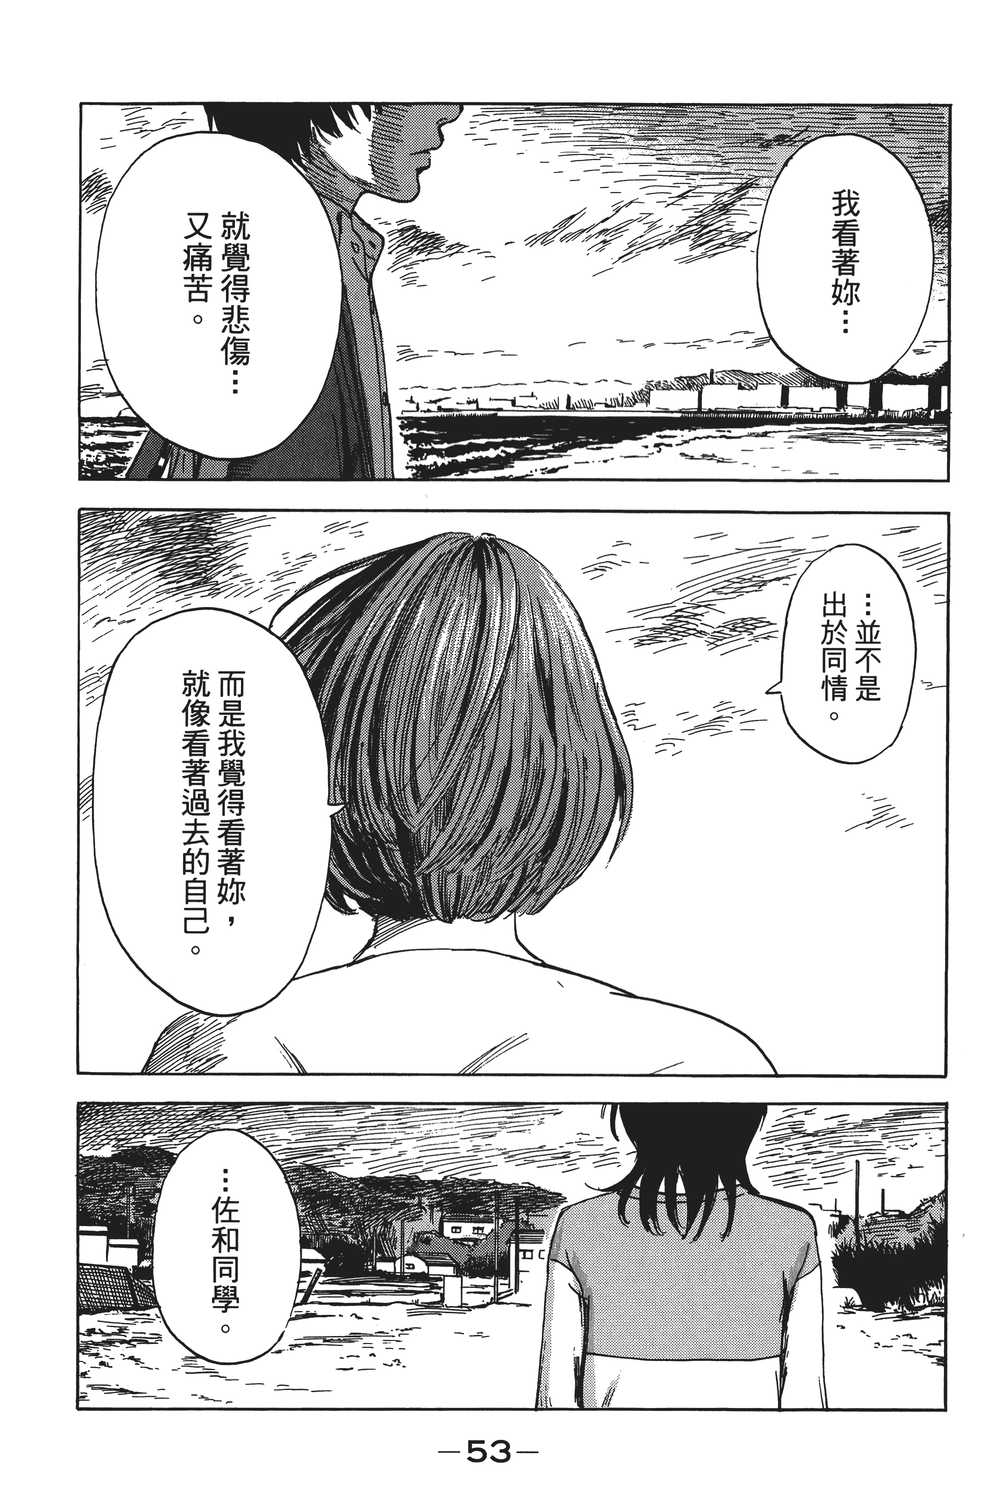 我看著妳…
就覺得悲傷…
又痛苦。
…並不是
出於同情。
而是我覺得看著妳，
就像看著過去的自己。
…佐和同學。
—53—